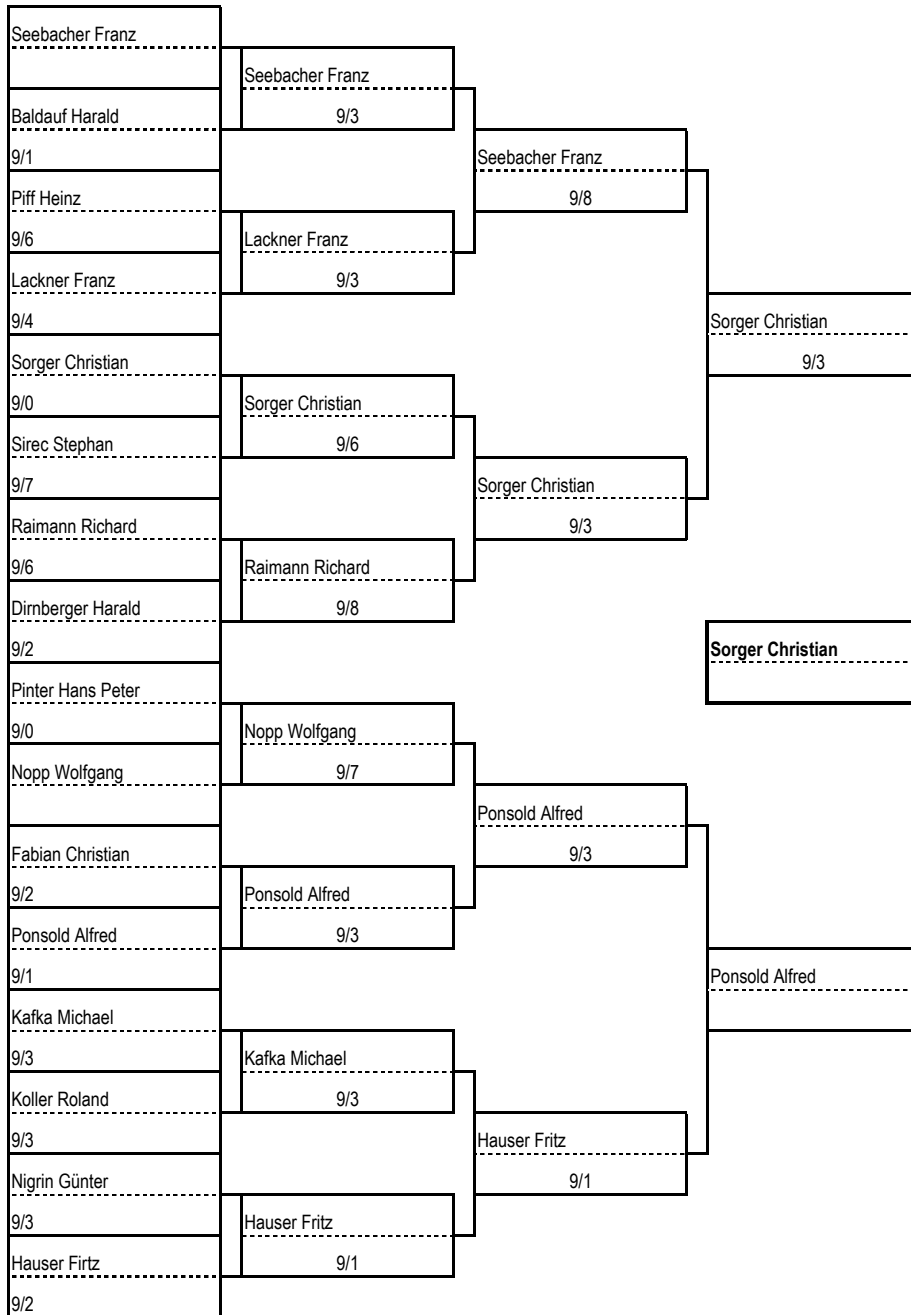 Seebacher Franz
Seebacher Franz
Baldauf Harald
9/3
9/1
Seebacher Franz
Piff Heinz
9/8
9/6
Lackner Franz
Lackner Franz
9/3
9/4
Sorger Christian
Sorger Christian
9/3
9/0
Sorger Christian
Sirec Stephan
9/6
9/7
Sorger Christian
Raimann Richard
9/3
9/6
Raimann Richard
Dirnberger Harald
9/8
9/2
Sorger Christian
Pinter Hans Peter
9/0
Nopp Wolfgang
Nopp Wolfgang
9/7
Ponsold Alfred
Fabian Christian
9/3
9/2
Ponsold Alfred
Ponsold Alfred
9/3
9/1
Ponsold Alfred
Kafka Michael
9/3
Kafka Michael
Koller Roland
9/3
9/3
Hauser Fritz
Nigrin Günter
9/1
9/3
Hauser Fritz
Hauser Firtz
9/1
9/2